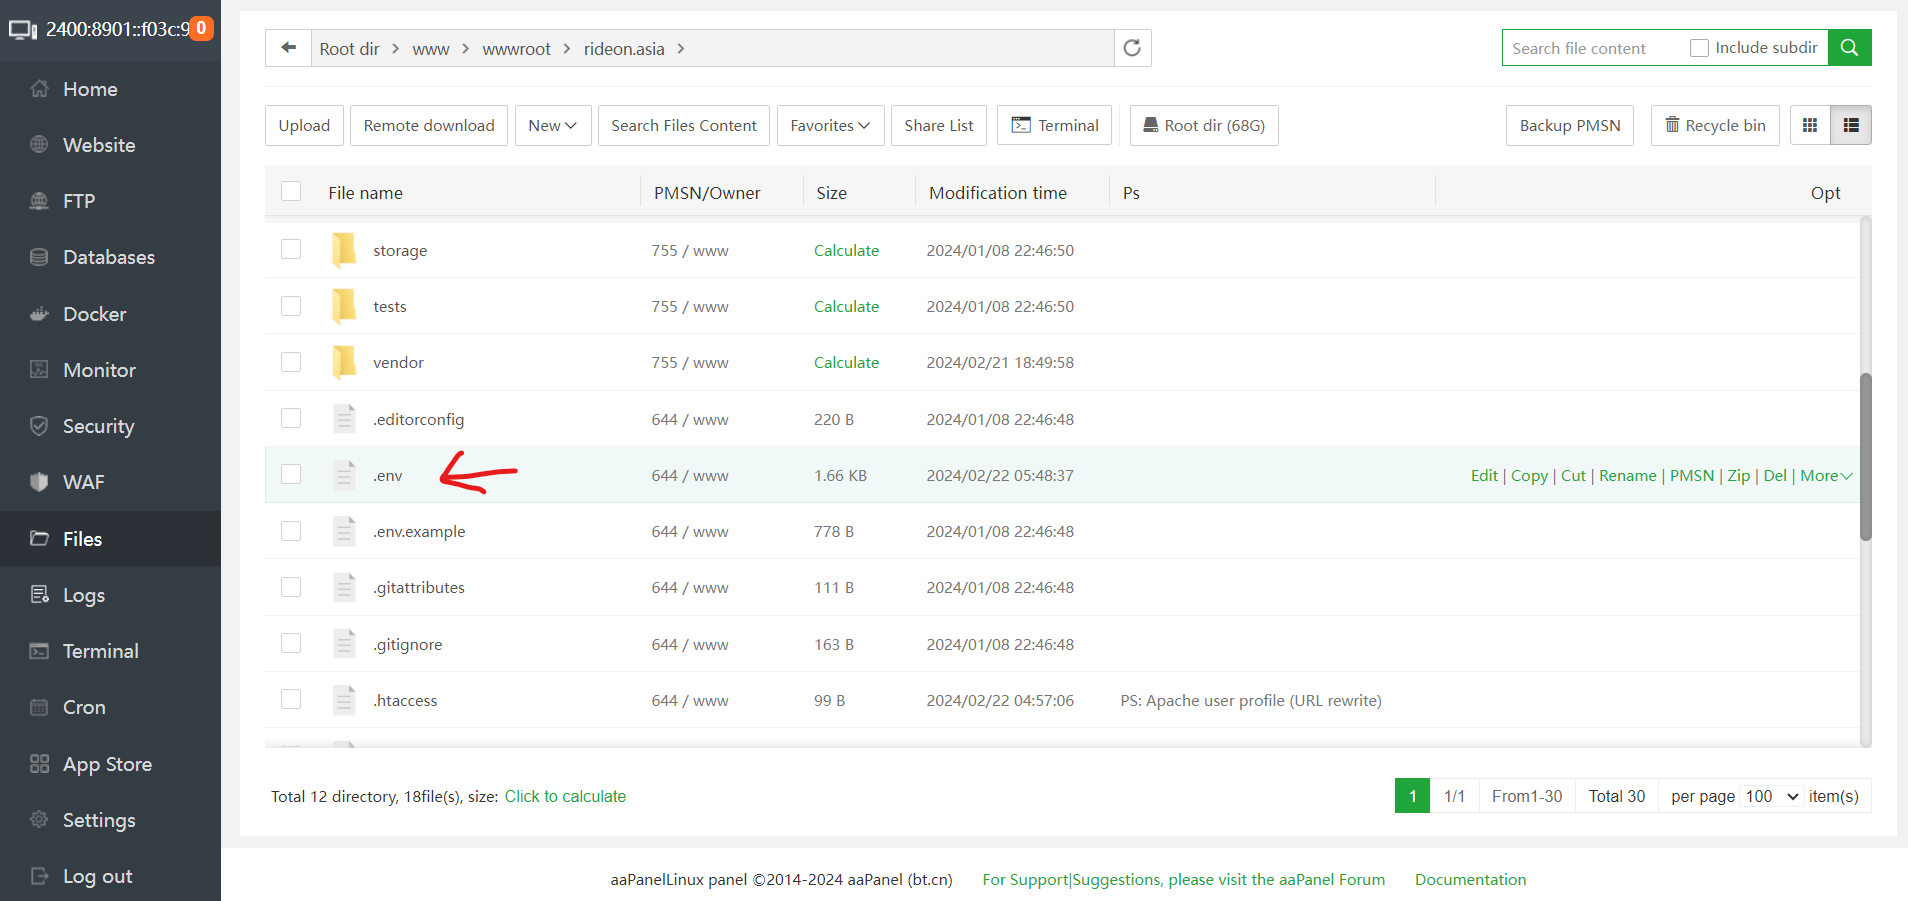 2400:8901::f03c:9 0
Home
Website
FTP
Databases
Docker
Monitor
Security
WAF
Files
Logs
Terminal
Cron
App Store
Settings
Log out
Root dir > www > wwwroot > rideon.asia >
Search file content Include subdir
Upload Remote download New Search Files Content Favorites Share List Terminal Root dir (68G) Backup PMSN Recycle bin
File name PMSN/Owner Size Modification time Ps Opt
storage 755 / www Calculate 2024/01/08 22:46:50
tests 755 / www Calculate 2024/01/08 22:46:50
vendor 755 / www Calculate 2024/02/21 18:49:58
.editorconfig 644 / www 220 B 2024/01/08 22:46:48
.env 644 / www 1.66 KB 2024/02/22 05:48:37 Edit | Copy | Cut | Rename | PMSN | Zip | Del | More
.env.example 644 / www 778 B 2024/01/08 22:46:48
.gitattributes 644 / www 111 B 2024/01/08 22:46:48
.gitignore 644 / www 163 B 2024/01/08 22:46:48
.htaccess 644 / www 99 B 2024/02/22 04:57:06 PS: Apache user profile (URL rewrite)
Total 12 directory, 18file(s), size: Click to calculate
1 1/1 From1-30 Total 30 per page 100 item(s)
aaPanelLinux panel ©2014-2024 aaPanel (bt.cn) For Support|Suggestions, please visit the aaPanel Forum Documentation